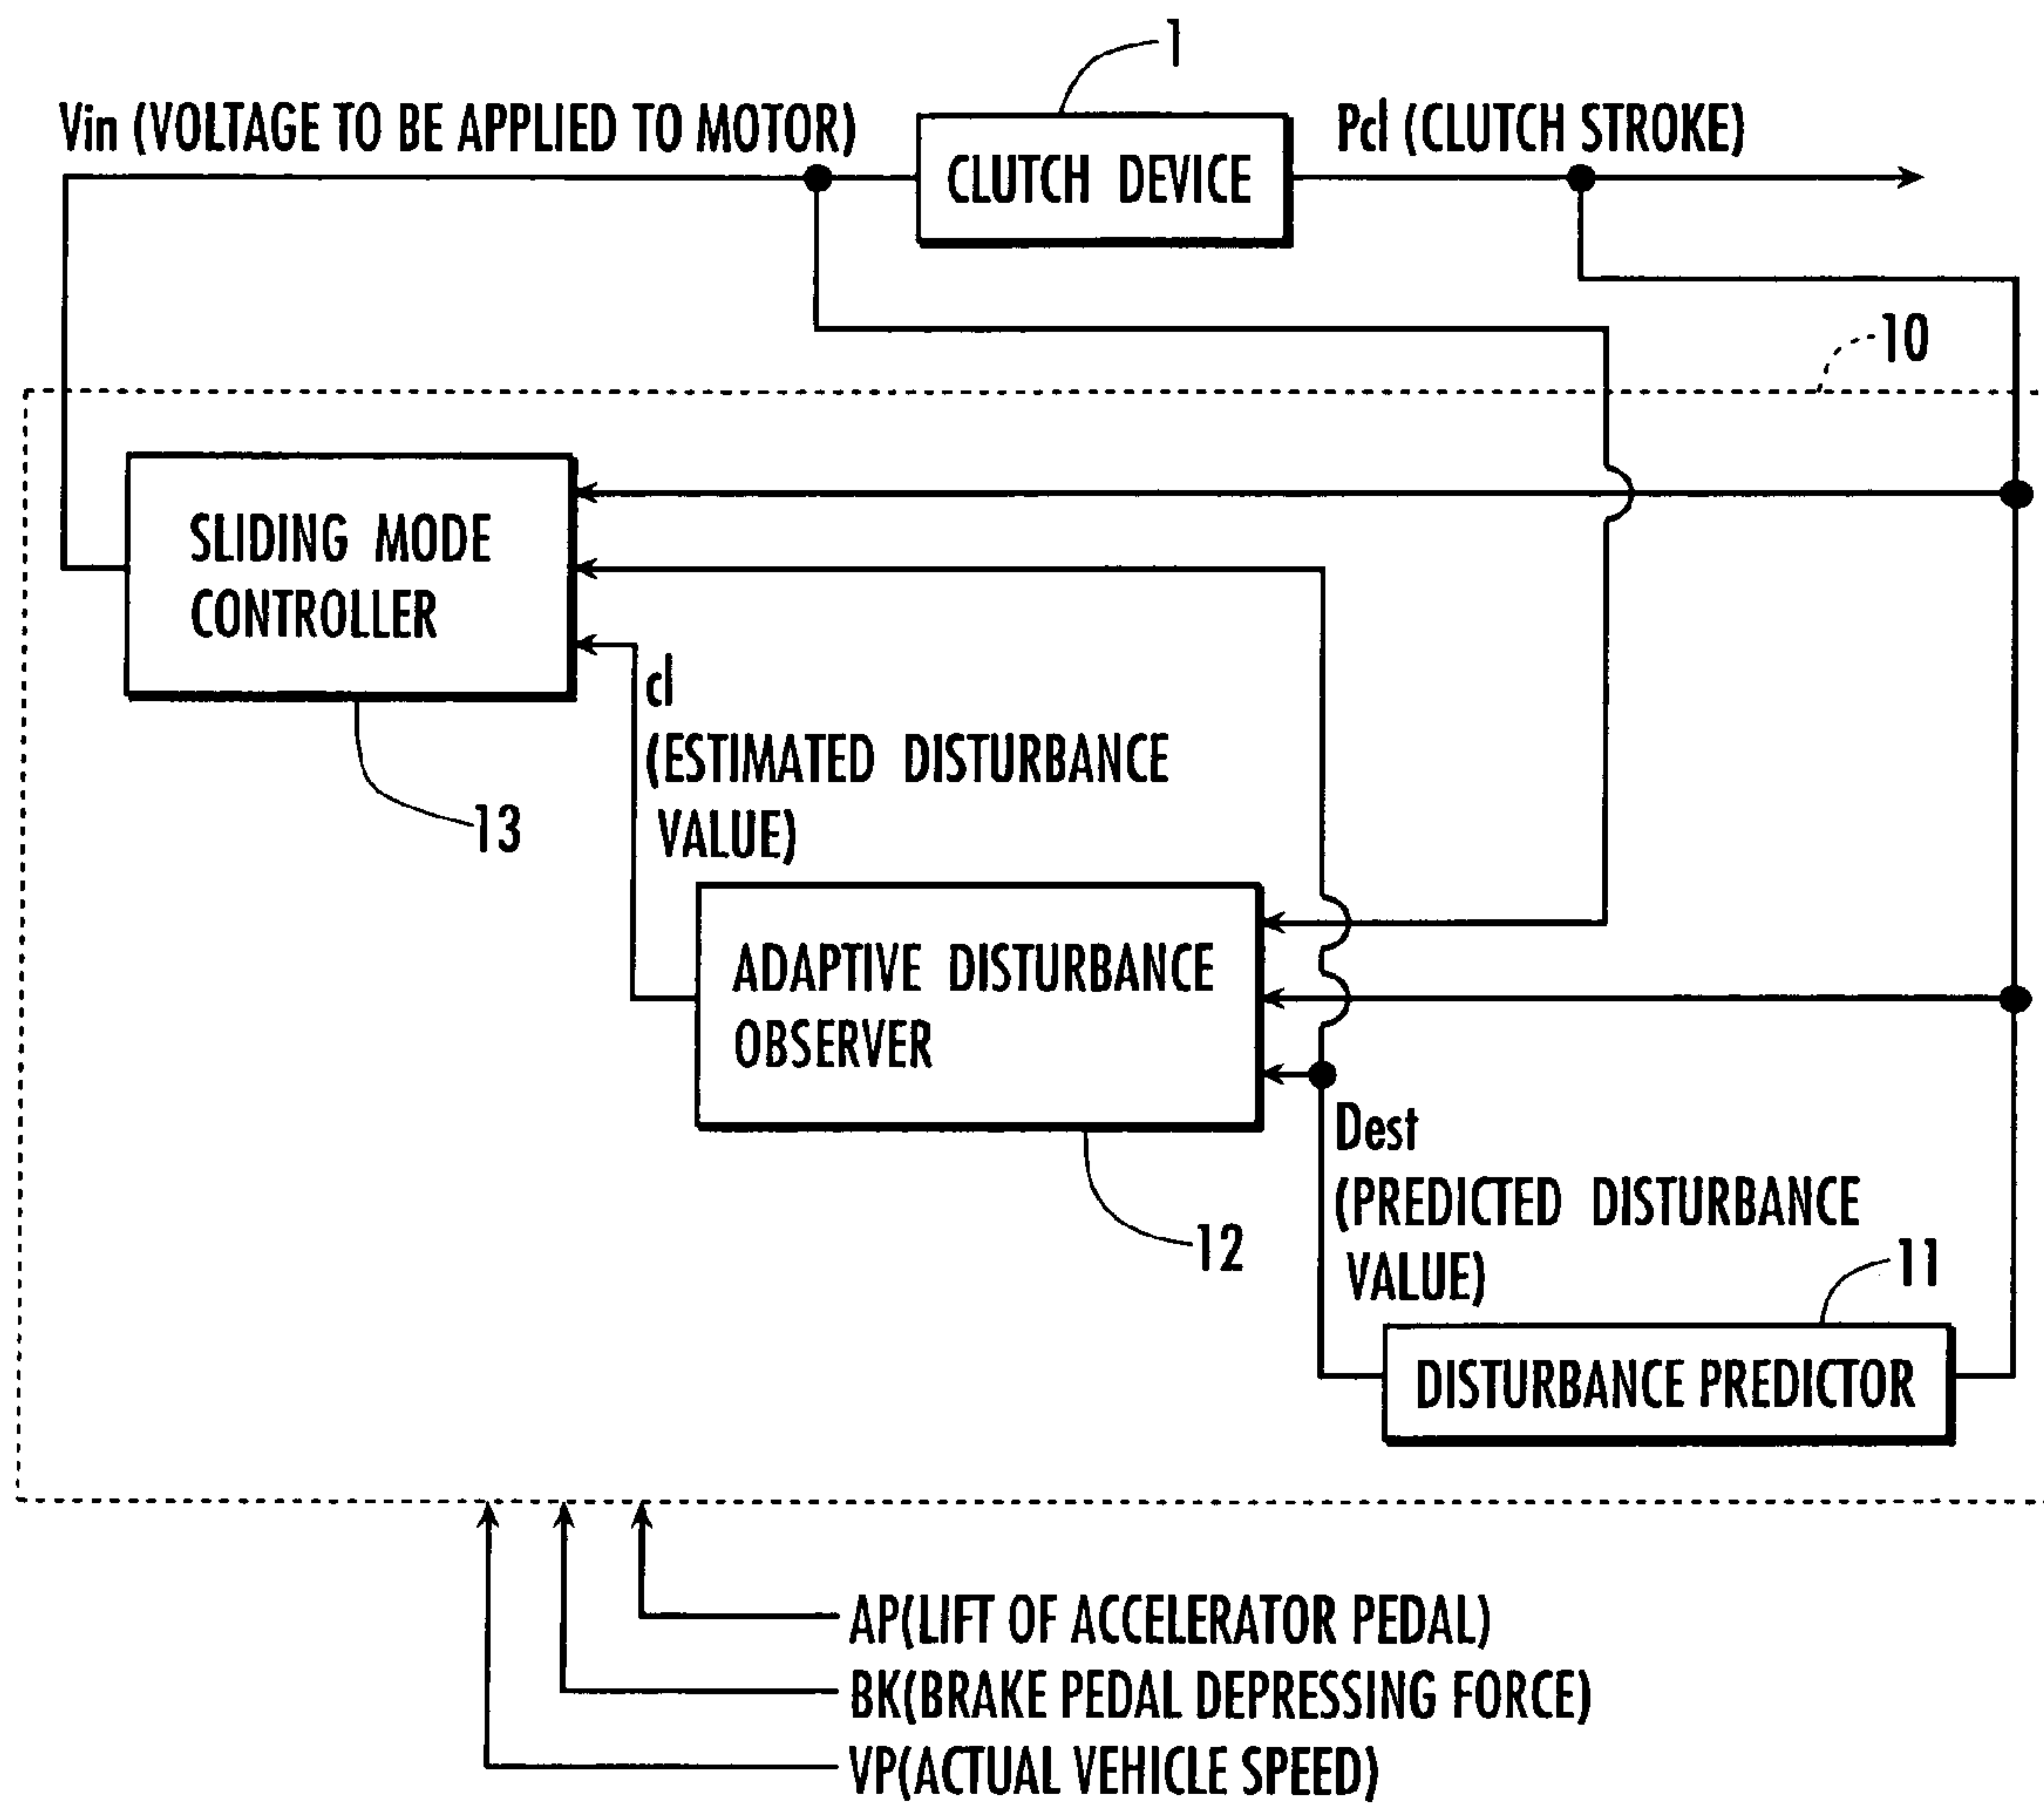 1
Vin (VOLTAGE TO BE APPLIED TO MOTOR)
CLUTCH DEVICE
Pcl (CLUTCH STROKE)
10
SLIDING MODE
CONTROLLER
cl
(ESTIMATED DISTURBANCE
VALUE)
13
ADAPTIVE DISTURBANCE
OBSERVER
Dest
(PREDICTED DISTURBANCE
VALUE)
12
11
DISTURBANCE PREDICTOR
AP(LIFT OF ACCELERATOR PEDAL)
BK(BRAKE PEDAL DEPRESSING FORCE)
VP(ACTUAL VEHICLE SPEED)